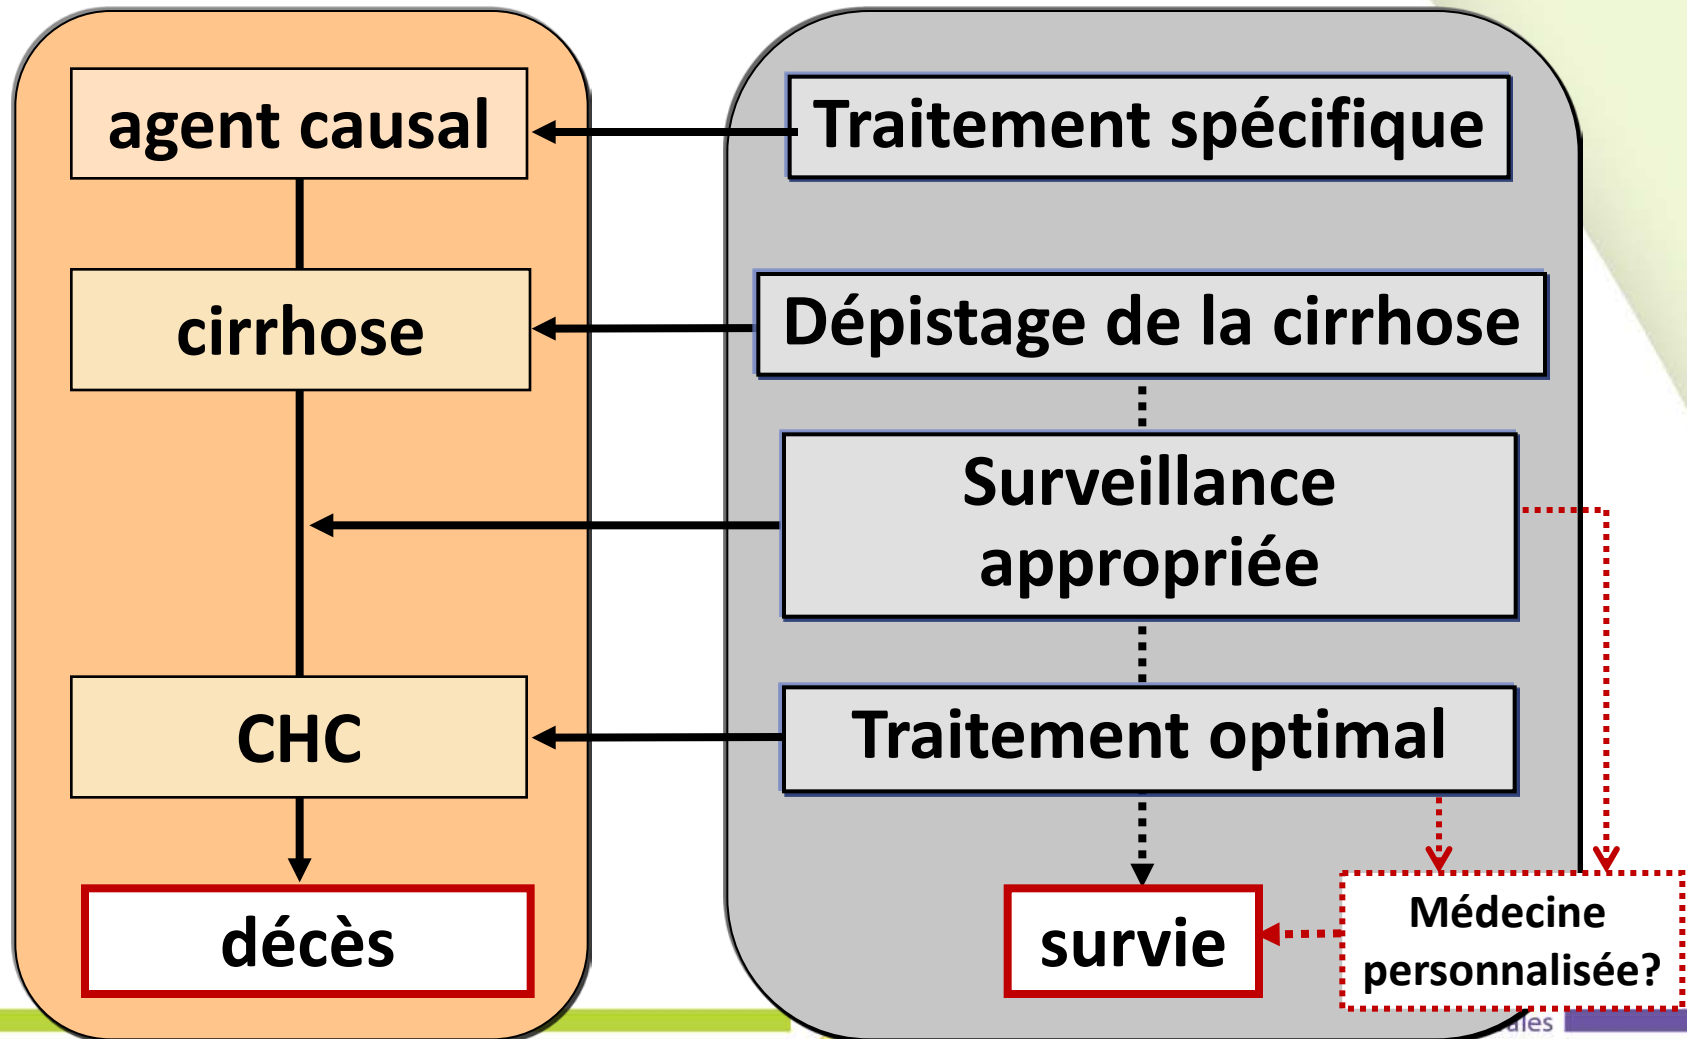 agent causal
Traitement spécifique
cirrhose
Dépistage de la cirrhose
Surveillance
appropriée
CHC
Traitement optimal
décès
survie
Médecine
personnalisée?